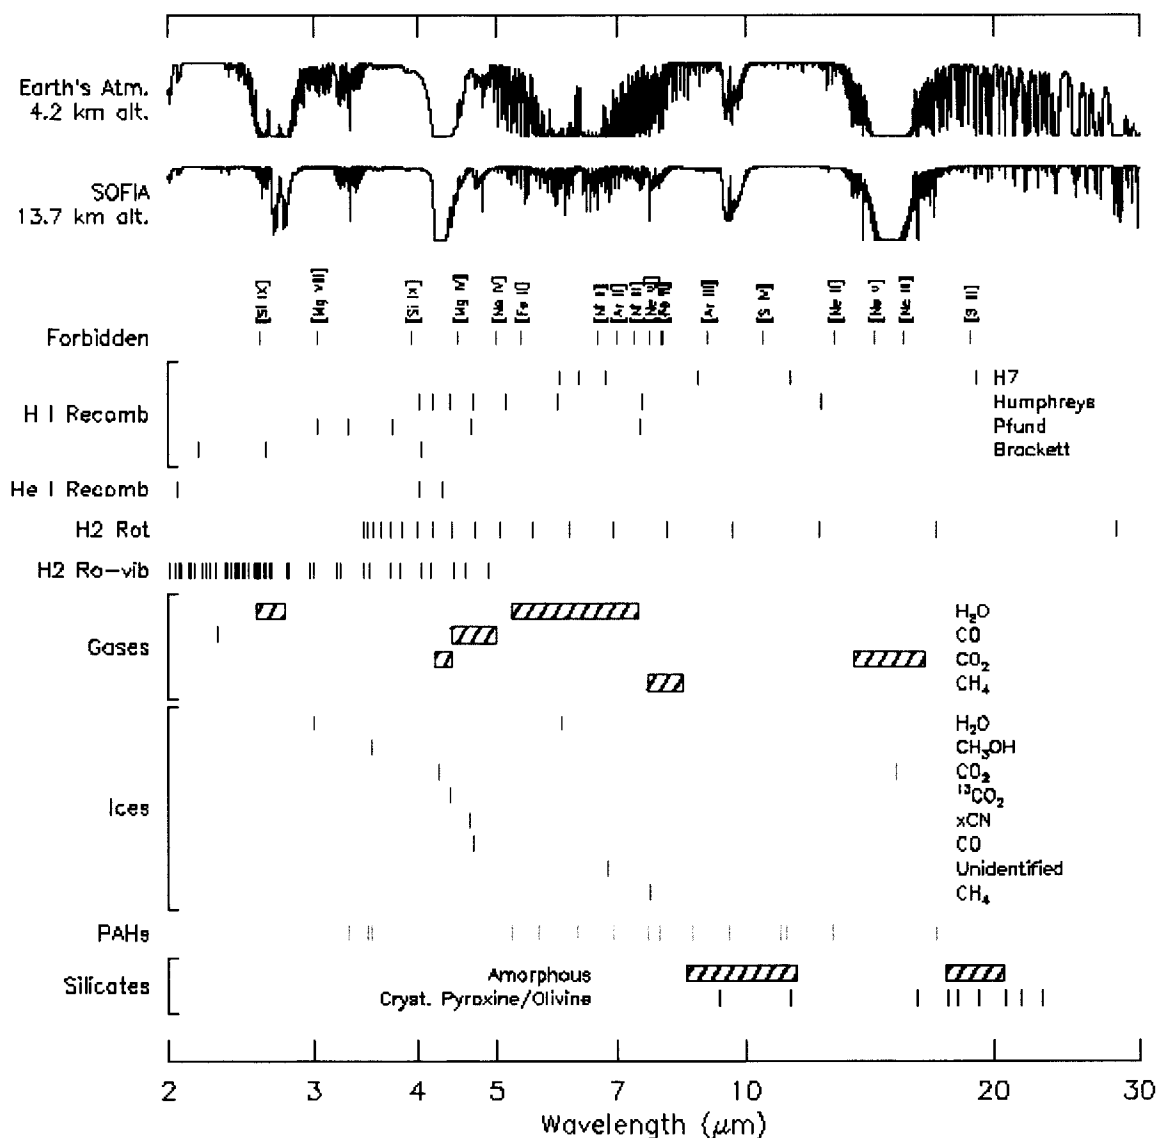 Earth's Atm.
4.2 km alt.
SOFIA
13.7 km alt.
[Si IX] [Mg VIII] [Si IX] [Mg IV] [Na IV] [Fe II] [Ar II] [Ar III] [S IV] [Ne II] [Ne V] [Ne III] [S III]
Forbidden
H7
H I Recomb
Humphreys
Pfund
Brackett
He I Recomb
H2 Rot
H2 Ro-vib
H₂O
CO
Gases
CO₂
CH₄
H₂O
CH₃OH
CO₂
¹³CO₂
Ices
xCN
CO
Unidentified
CH₄
PAHs
Amorphous
Silicates
Cryst. Pyroxine/Olivine
2 3 4 5 7 10 20 30
Wavelength (μm)